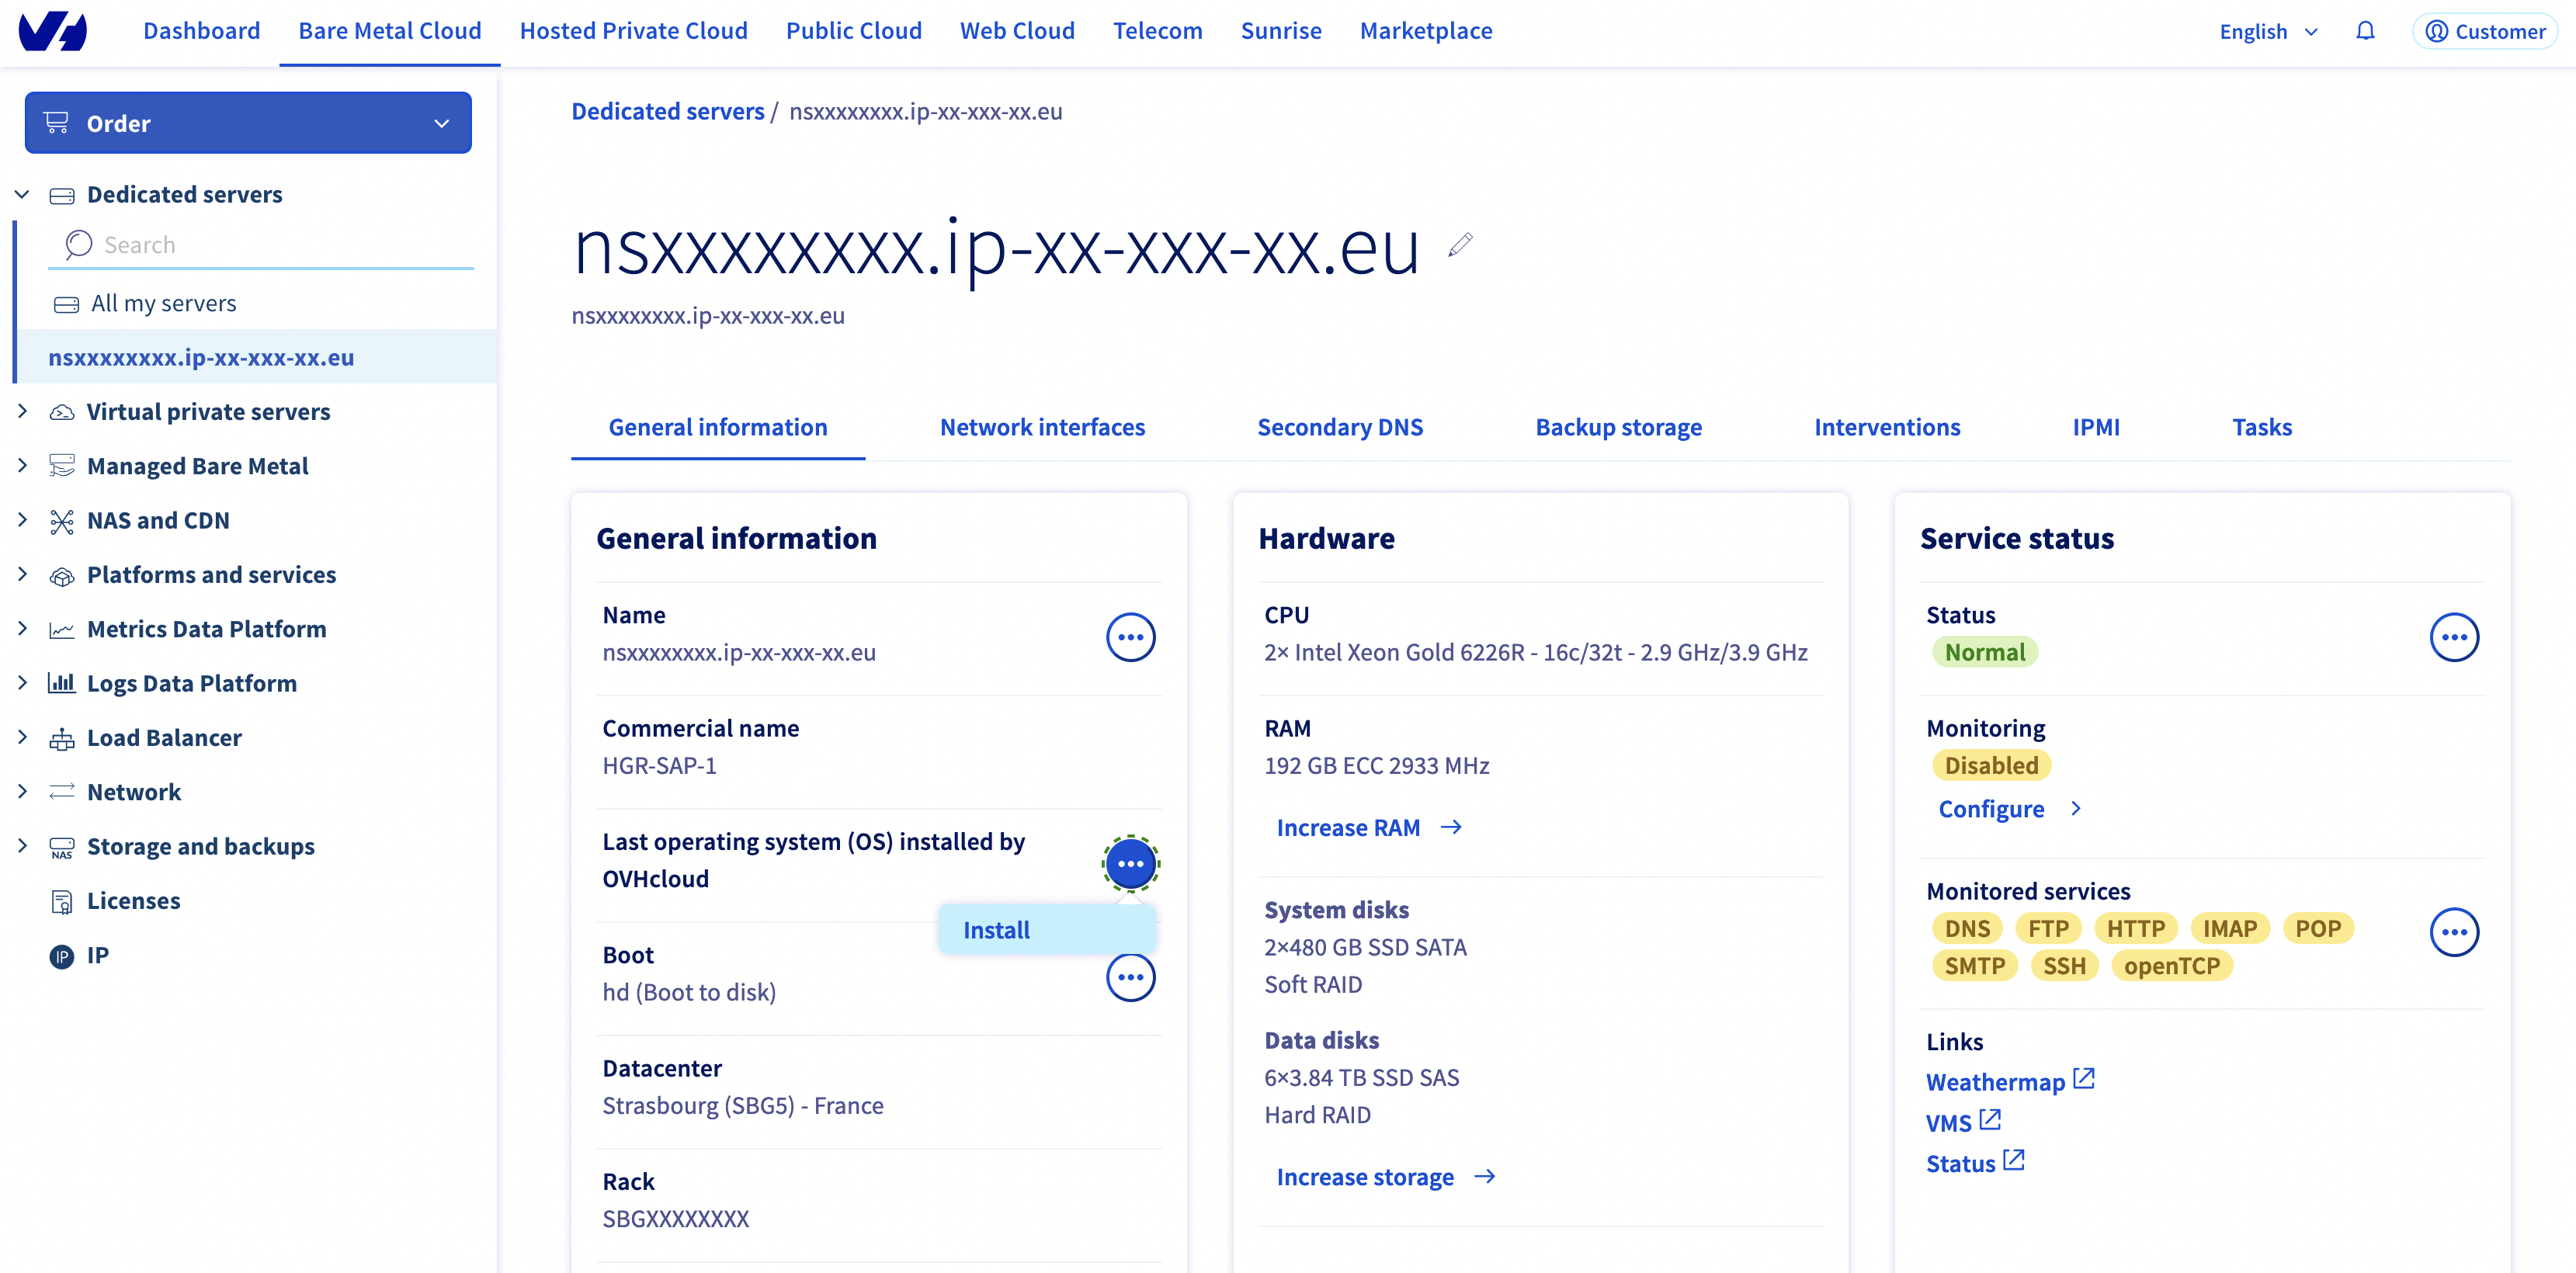 Dashboard Bare Metal Cloud Hosted Private Cloud Public Cloud Web Cloud Telecom Sunrise Marketplace English Customer
Order
Dedicated servers
Search
All my servers
nsxxxxxxxx.ip-xx-xxx-xx.eu
Virtual private servers
Managed Bare Metal
NAS and CDN
Platforms and services
Metrics Data Platform
Logs Data Platform
Load Balancer
Network
NAS
Storage and backups
Licenses
IP IP
Dedicated servers / nsxxxxxxxx.ip-xx-xxx-xx.eu
nsxxxxxxxx.ip-xx-xxx-xx.eu
nsxxxxxxxx.ip-xx-xxx-xx.eu
General information Network interfaces Secondary DNS Backup storage Interventions IPMI Tasks
General information
Name
nsxxxxxxxx.ip-xx-xxx-xx.eu
Commercial name
HGR-SAP-1
Last operating system (OS) installed by
OVHcloud
Install
Boot
hd (Boot to disk)
Datacenter
Strasbourg (SBG5) - France
Rack
SBGXXXXXXXX
Hardware
CPU
2× Intel Xeon Gold 6226R - 16c/32t - 2.9 GHz/3.9 GHz
RAM
192 GB ECC 2933 MHz
Increase RAM
System disks
2×480 GB SSD SATA
Soft RAID
Data disks
6×3.84 TB SSD SAS
Hard RAID
Increase storage
Service status
Status
Normal
Monitoring
Disabled
Configure
Monitored services
DNS FTP HTTP IMAP POP
SMTP SSH openTCP
Links
Weathermap
VMS
Status